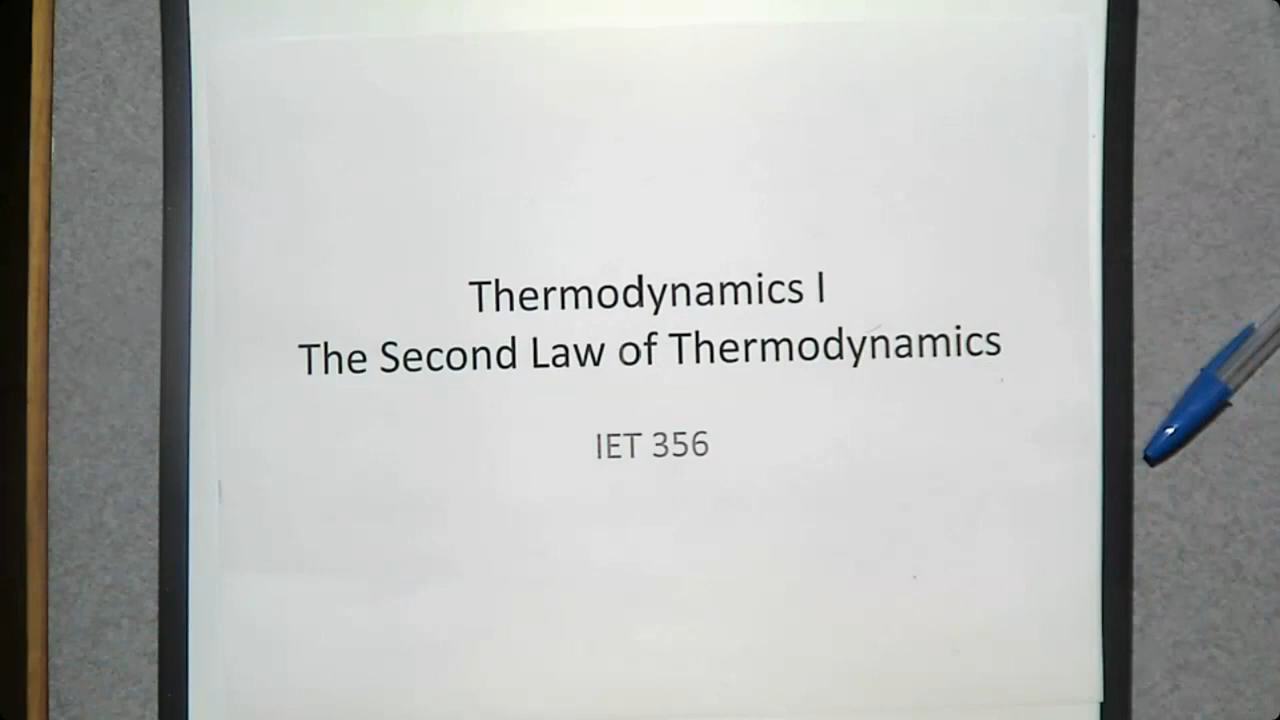 Thermodynamics I
The Second Law of Thermodynamics
IET 356